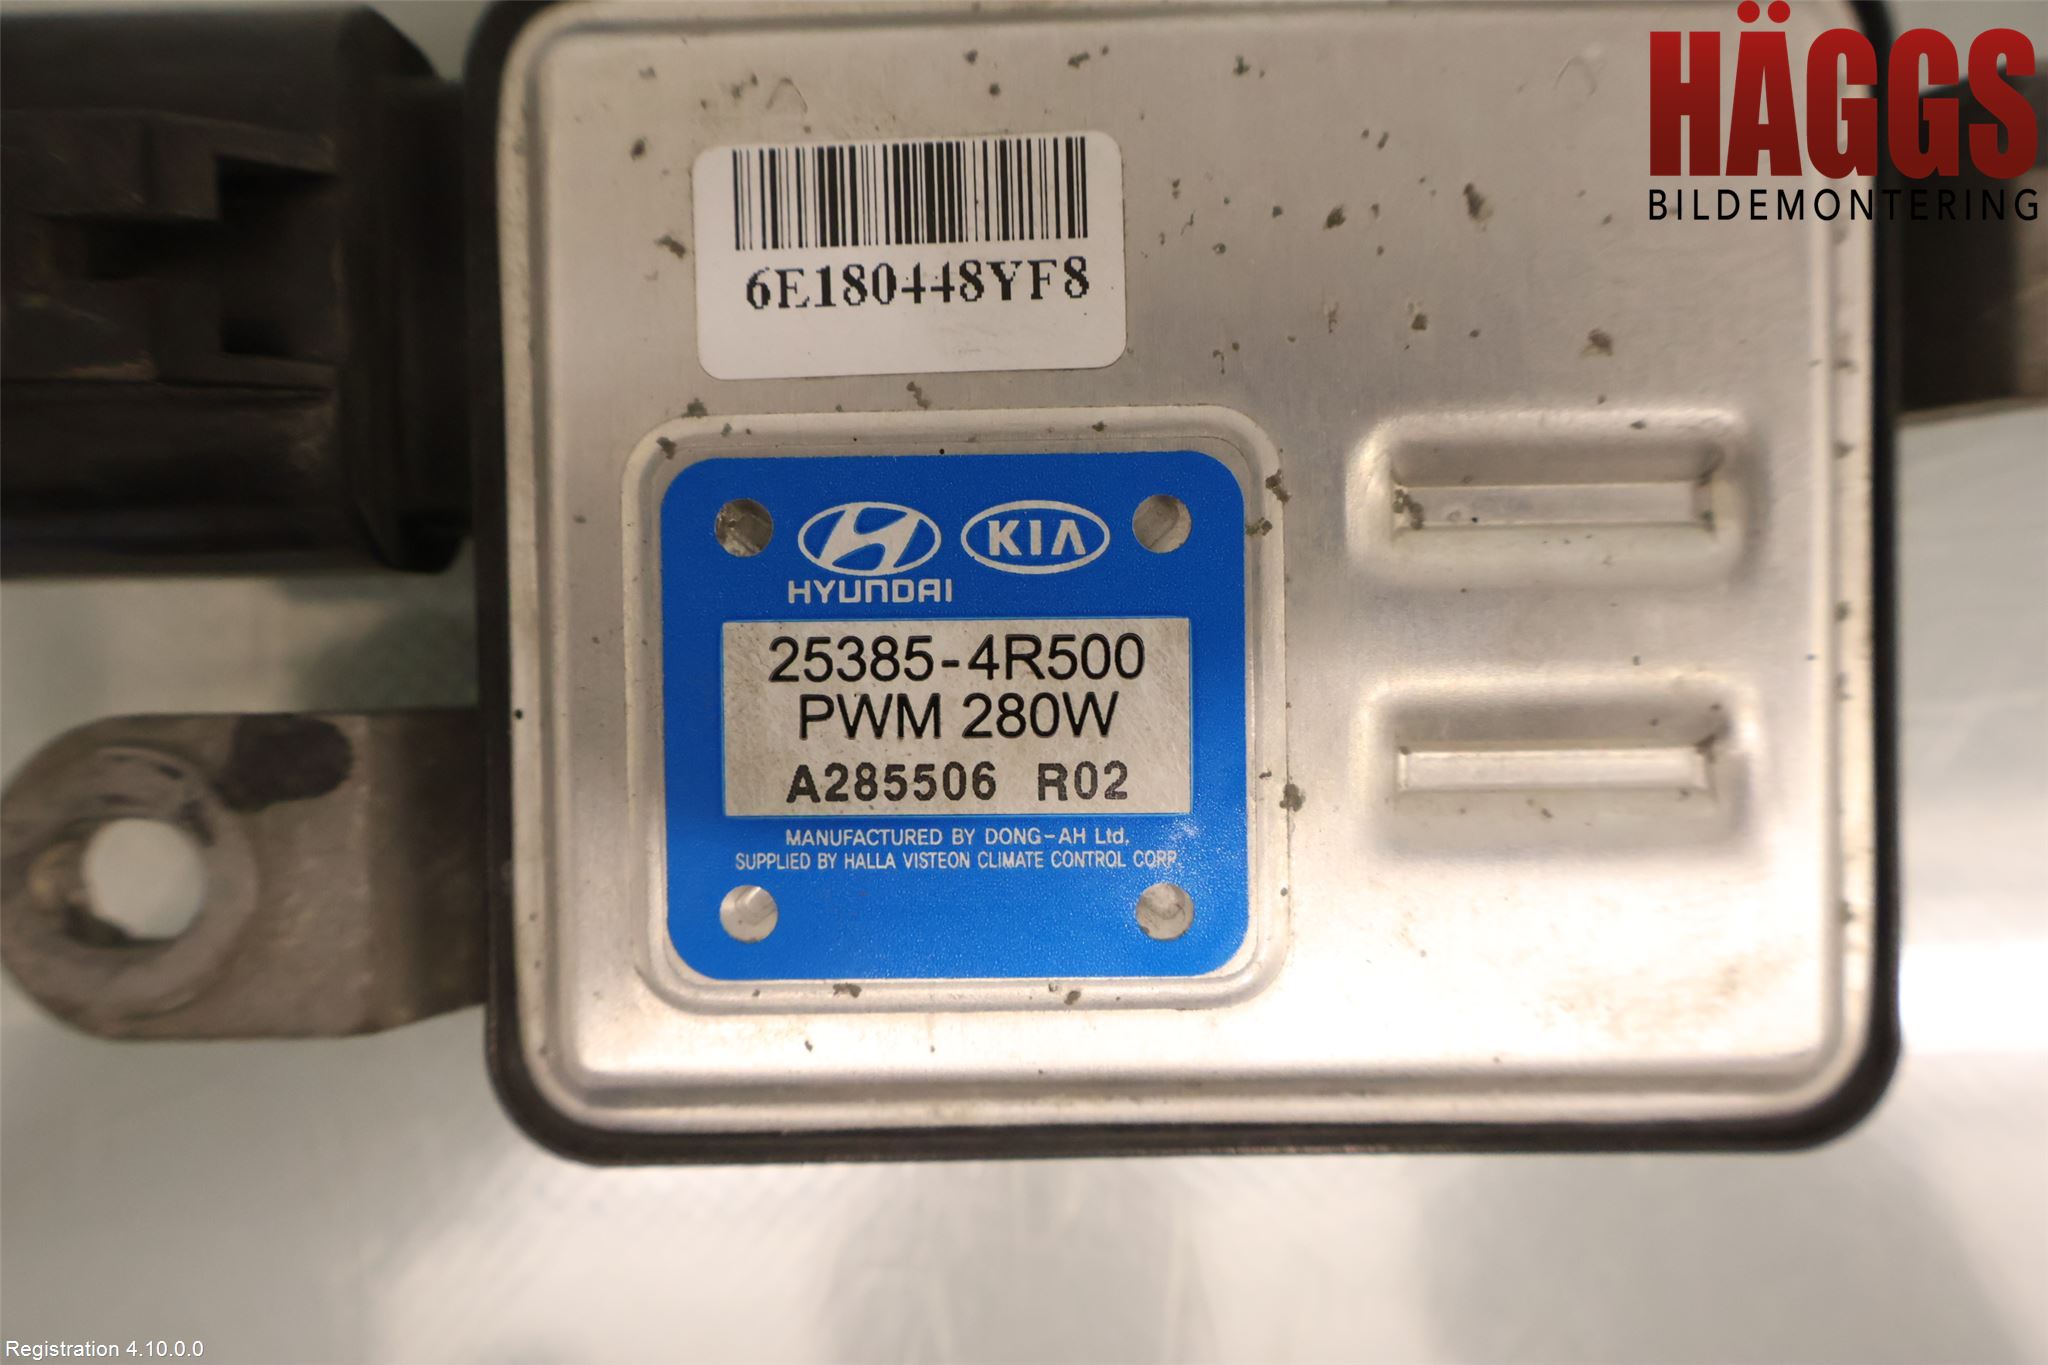 HÄGGS
BILDEMONTERING
6E180448YF8
HYUNDAI KIA
25385-4R500
PWM 280W
A285506 R02
MANUFACTURED BY DONG-AH Ltd.
SUPPLIED BY HALLA VISTEON CLIMATE CONTROL CORP.
Registration 4.10.0.0